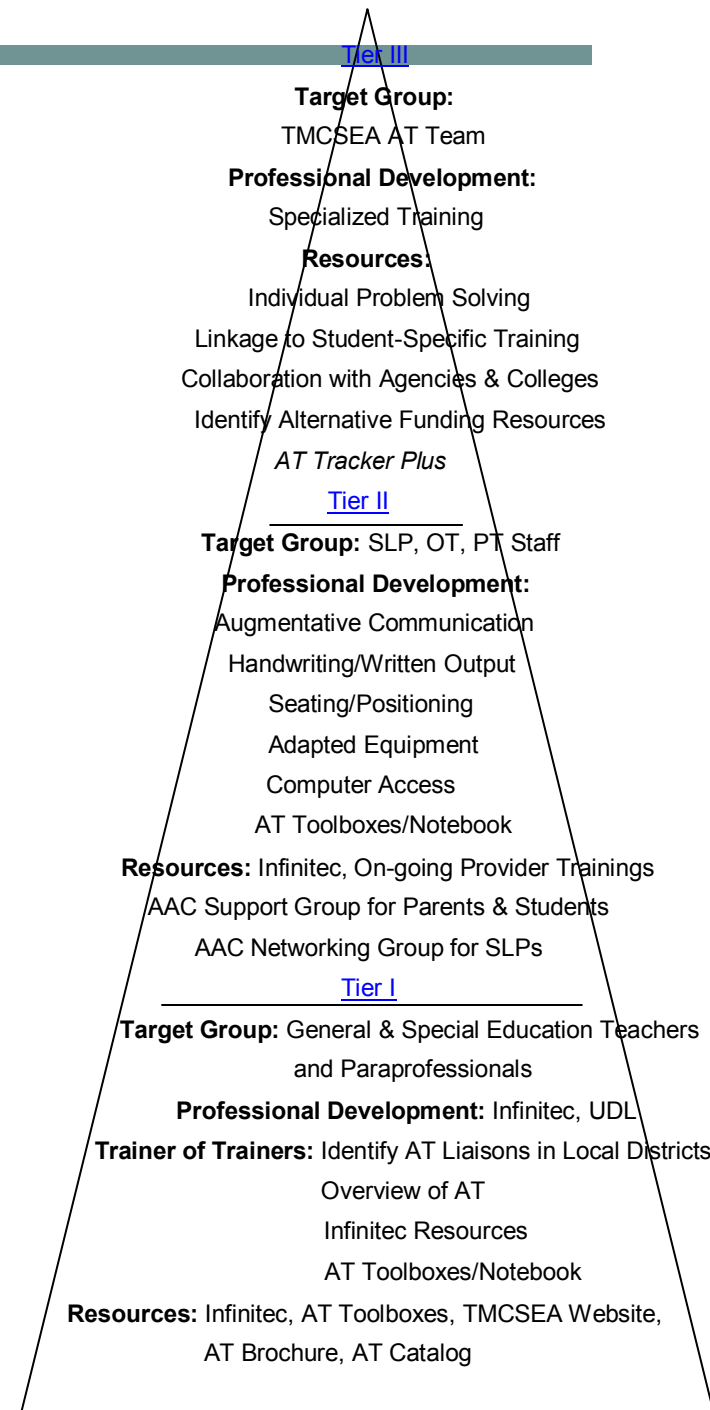 Tier III
Target Group:
TMCSEA AT Team
Professional Development:
Specialized Training
Resources:
Individual Problem Solving
Linkage to Student-Specific Training
Collaboration with Agencies & Colleges
Identify Alternative Funding Resources
AT Tracker Plus
Tier II
Target Group: SLP, OT, PT Staff
Professional Development:
Augmentative Communication
Handwriting/Written Output
Seating/Positioning
Adapted Equipment
Computer Access
AT Toolboxes/Notebook
Resources: Infinitec, On-going Provider Trainings
AAC Support Group for Parents & Students
AAC Networking Group for SLPs
Tier I
Target Group: General & Special Education Teachers
and Paraprofessionals
Professional Development: Infinitec, UDL
Trainer of Trainers: Identify AT Liaisons in Local Districts
Overview of AT
Infinitec Resources
AT Toolboxes/Notebook
Resources: Infinitec, AT Toolboxes, TMCSEA Website,
AT Brochure, AT Catalog